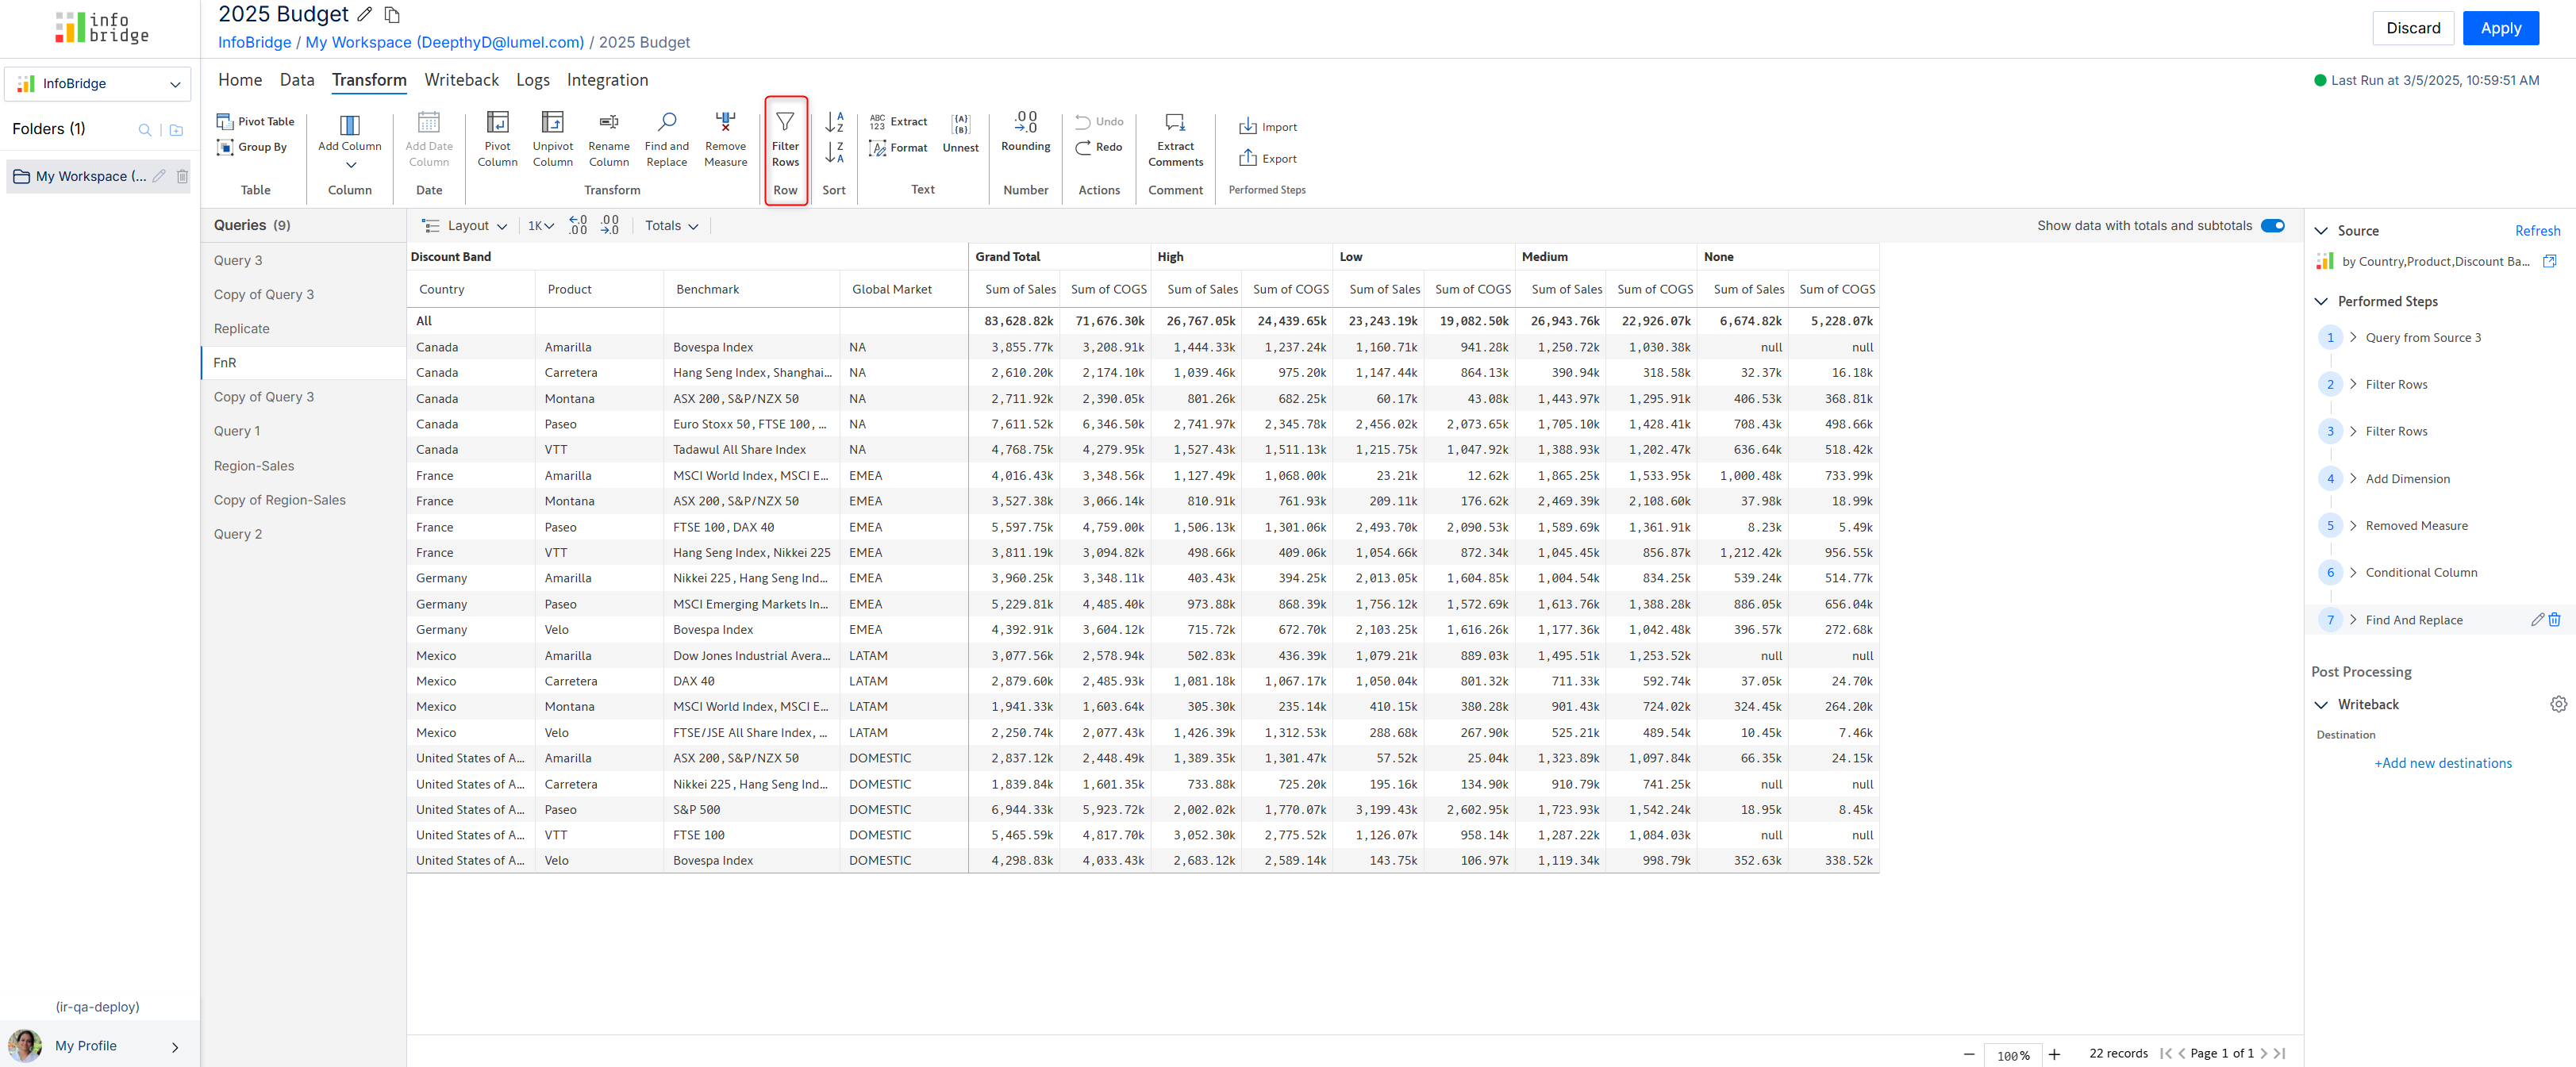 info bridge
2025 Budget
InfoBridge / My Workspace (DeepthyD@lumel.com) / 2025 Budget
Discard Apply
InfoBridge
Home Data Transform Writeback Logs Integration
Last Run at 3/5/2025, 10:59:51 AM
Folders (1)
My Workspace (...
Pivot Table
Group By
Table
Add Column
Column
Add Date Column
Date
Pivot Column
Unpivot Column
Rename Column
Find and Replace
Remove Measure
Transform
Filter Rows
Row
A Z
Z A
Sort
ABC 123 Extract
Format
{A} {B} Unnest
Text
.00 .0
Rounding
Number
Undo
Redo
Actions
Extract Comments
Comment
Import
Export
Performed Steps
Queries (9)
Query 3
Copy of Query 3
Replicate
FnR
Copy of Query 3
Query 1
Region-Sales
Copy of Region-Sales
Query 2
Layout 1K .0 .00 .00 .0 Totals
Show data with totals and subtotals
Discount Band Grand Total High Low Medium None
Country Product Benchmark Global Market Sum of Sales Sum of COGS Sum of Sales Sum of COGS Sum of Sales Sum of COGS Sum of Sales Sum of COGS Sum of Sales Sum of COGS
All 83,628.82k 71,676.30k 26,767.05k 24,439.65k 23,243.19k 19,082.50k 26,943.76k 22,926.07k 6,674.82k 5,228.07k
Canada Amarilla Bovespa Index NA 3,855.77k 3,208.91k 1,444.33k 1,237.24k 1,160.71k 941.28k 1,250.72k 1,030.38k null null
Canada Carretera Hang Seng Index, Shanghai... NA 2,610.20k 2,174.10k 1,039.46k 975.20k 1,147.44k 864.13k 390.94k 318.58k 32.37k 16.18k
Canada Montana ASX 200, S&P/NZX 50 NA 2,711.92k 2,390.05k 801.26k 682.25k 60.17k 43.08k 1,443.97k 1,295.91k 406.53k 368.81k
Canada Paseo Euro Stoxx 50, FTSE 100, ... NA 7,611.52k 6,346.50k 2,741.97k 2,345.78k 2,456.02k 2,073.65k 1,705.10k 1,428.41k 708.43k 498.66k
Canada VTT Tadawul All Share Index NA 4,768.75k 4,279.95k 1,527.43k 1,511.13k 1,215.75k 1,047.92k 1,388.93k 1,202.47k 636.64k 518.42k
France Amarilla MSCI World Index, MSCI E... EMEA 4,016.43k 3,348.56k 1,127.49k 1,068.00k 23.21k 12.62k 1,865.25k 1,533.95k 1,000.48k 733.99k
France Montana ASX 200, S&P/NZX 50 EMEA 3,527.38k 3,066.14k 810.91k 761.93k 209.11k 176.62k 2,469.39k 2,108.60k 37.98k 18.99k
France Paseo FTSE 100, DAX 40 EMEA 5,597.75k 4,759.00k 1,506.13k 1,301.06k 2,493.70k 2,090.53k 1,589.69k 1,361.91k 8.23k 5.49k
France VTT Hang Seng Index, Nikkei 225 EMEA 3,811.19k 3,094.82k 498.66k 409.06k 1,054.66k 872.34k 1,045.45k 856.87k 1,212.42k 956.55k
Germany Amarilla Nikkei 225, Hang Seng Ind... EMEA 3,960.25k 3,348.11k 403.43k 394.25k 2,013.05k 1,604.85k 1,004.54k 834.25k 539.24k 514.77k
Germany Paseo MSCI Emerging Markets In... EMEA 5,229.81k 4,485.40k 973.88k 868.39k 1,756.12k 1,572.69k 1,613.76k 1,388.28k 886.05k 656.04k
Germany Velo Bovespa Index EMEA 4,392.91k 3,604.12k 715.72k 672.70k 2,103.25k 1,616.26k 1,177.36k 1,042.48k 396.57k 272.68k
Mexico Amarilla Dow Jones Industrial Avera... LATAM 3,077.56k 2,578.94k 502.83k 436.39k 1,079.21k 889.03k 1,495.51k 1,253.52k null null
Mexico Carretera DAX 40 LATAM 2,879.60k 2,485.93k 1,081.18k 1,067.17k 1,050.04k 801.32k 711.33k 592.74k 37.05k 24.70k
Mexico Montana MSCI World Index, MSCI E... LATAM 1,941.33k 1,603.64k 305.30k 235.14k 410.15k 380.28k 901.43k 724.02k 324.45k 264.20k
Mexico Velo FTSE/JSE All Share Index, ... LATAM 2,250.74k 2,077.43k 1,426.39k 1,312.53k 288.68k 267.90k 525.21k 489.54k 10.45k 7.46k
United States of A... Amarilla ASX 200, S&P/NZX 50 DOMESTIC 2,837.12k 2,448.49k 1,389.35k 1,301.47k 57.52k 25.04k 1,323.89k 1,097.84k 66.35k 24.15k
United States of A... Carretera Nikkei 225, Hang Seng Ind... DOMESTIC 1,839.84k 1,601.35k 733.88k 725.20k 195.16k 134.90k 910.79k 741.25k null null
United States of A... Paseo S&P 500 DOMESTIC 6,944.33k 5,923.72k 2,002.02k 1,770.07k 3,199.43k 2,602.95k 1,723.93k 1,542.24k 18.95k 8.45k
United States of A... VTT FTSE 100 DOMESTIC 5,465.59k 4,817.70k 3,052.30k 2,775.52k 1,126.07k 958.14k 1,287.22k 1,084.03k null null
United States of A... Velo Bovespa Index DOMESTIC 4,298.83k 4,033.43k 2,683.12k 2,589.14k 143.75k 106.97k 1,119.34k 998.79k 352.63k 338.52k
Source Refresh
by Country,Product,Discount Ba...
Performed Steps
1 Query from Source 3
2 Filter Rows
3 Filter Rows
4 Add Dimension
5 Removed Measure
6 Conditional Column
7 Find And Replace
Post Processing
Writeback
Destination
+Add new destinations
(ir-qa-deploy)
My Profile
100% 22 records Page 1 of 1